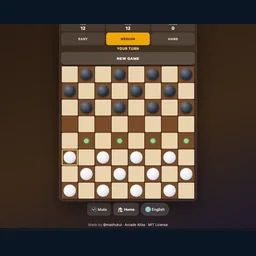 12 12 0
EASY MEDIUM HARD
YOUR TURN
NEW GAME
Mute Home English
Made by @mashukui · Arcade Atlas · MIT License